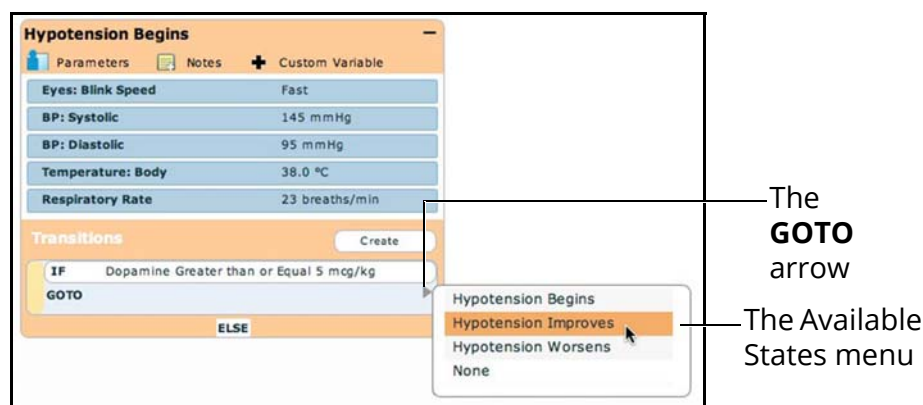 Hypotension Begins
Parameters Notes Custom Variable
Eyes: Blink Speed Fast
BP: Systolic 145 mmHg
BP: Diastolic 95 mmHg
Temperature: Body 38.0 ºC
Respiratory Rate 23 breaths/min
Transitions Create
IF Dopamine Greater than or Equal 5 mcg/kg
GOTO
ELSE
Hypotension Begins
Hypotension Improves
Hypotension Worsens
None
The
GOTO
arrow
The Available
States menu